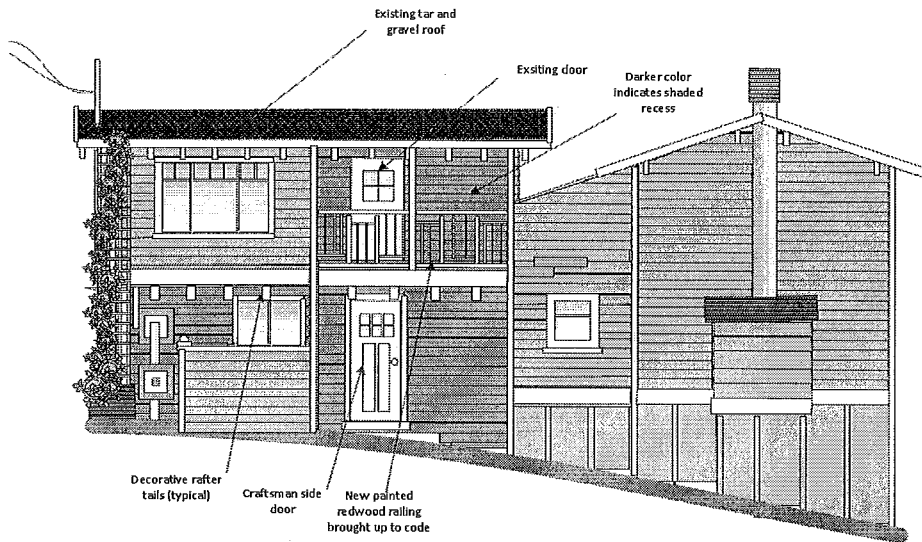 Existing tar and
gravel roof
Exsiting door
Darker color
indicates shaded
recess
Decorative rafter
tails (typical)
Craftsman side
door
New painted
redwood railing
brought up to code